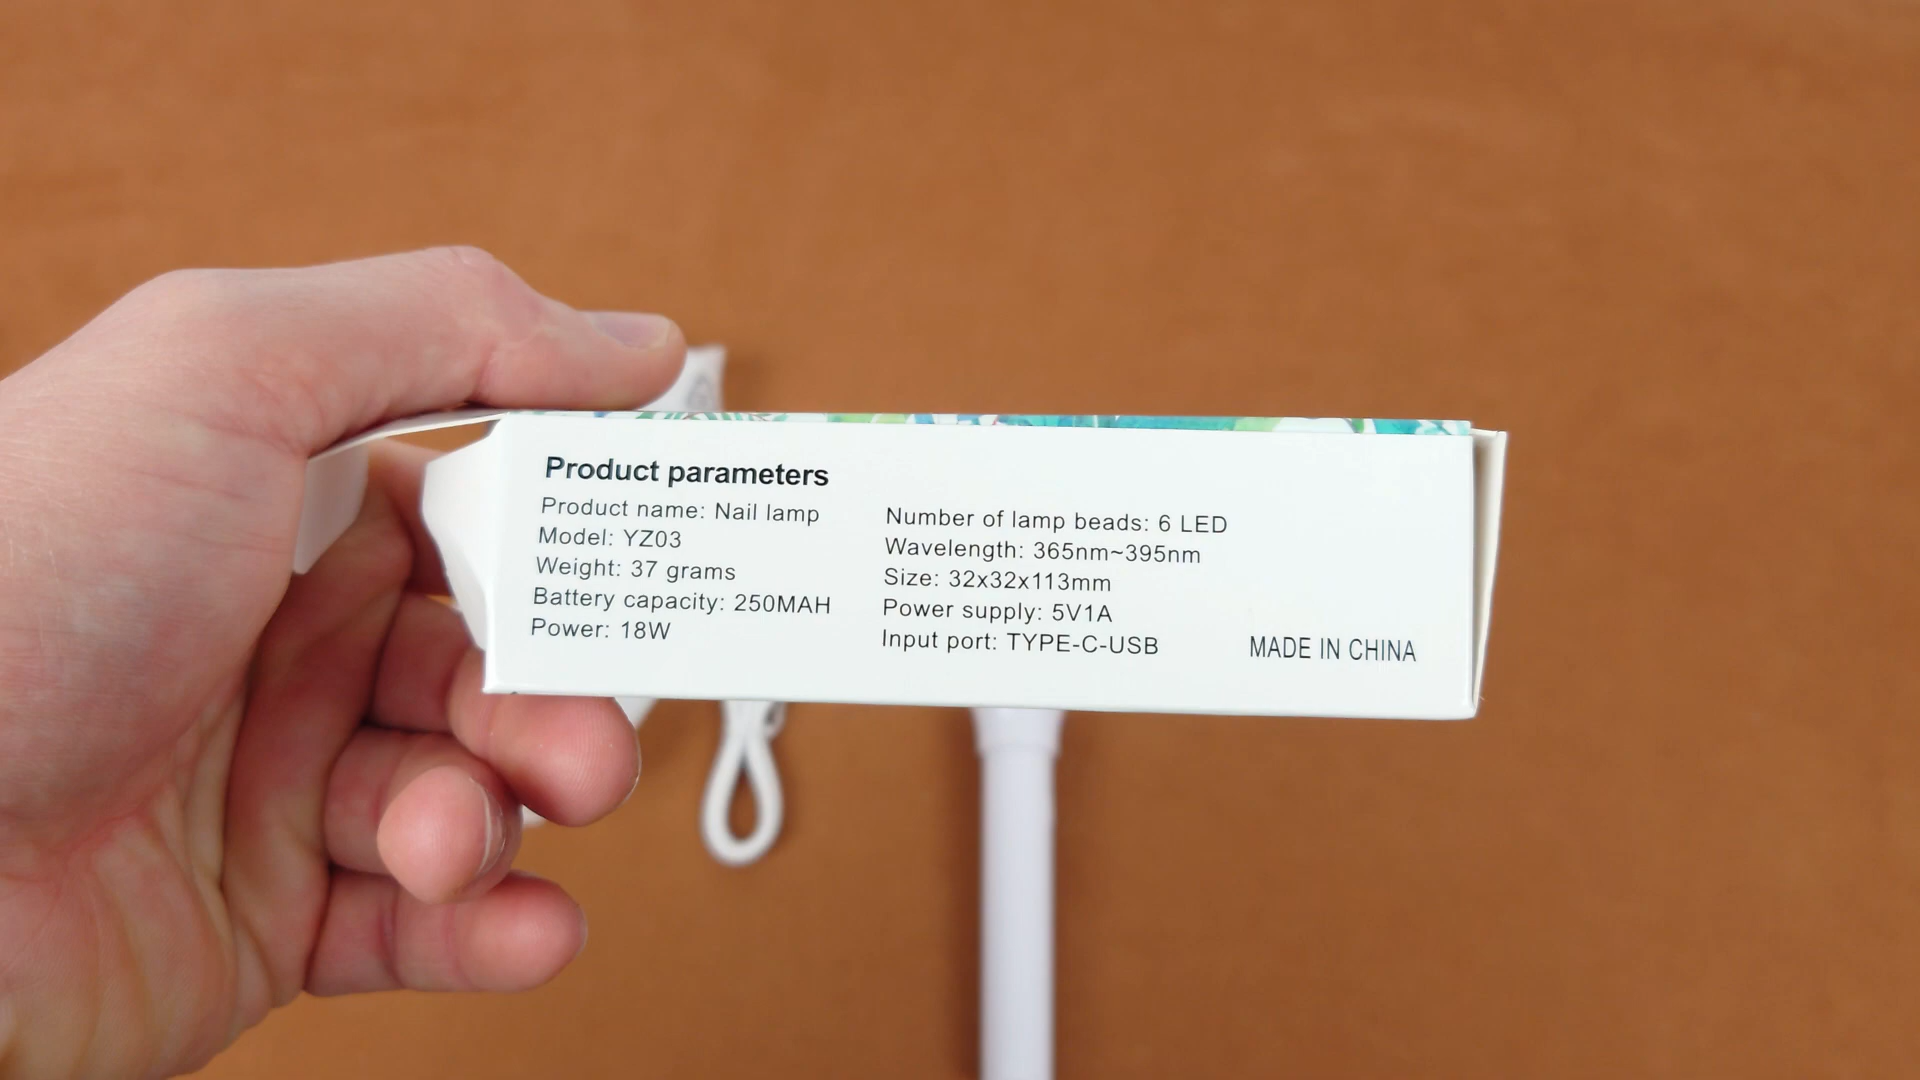 Product parameters
Product name: Nail lamp
Model: YZ03
Weight: 37 grams
Battery capacity: 250MAH
Power: 18W
Number of lamp beads: 6 LED
Wavelength: 365nm~395nm
Size: 32x32x113mm
Power supply: 5V1A
Input port: TYPE-C-USB
MADE IN CHINA